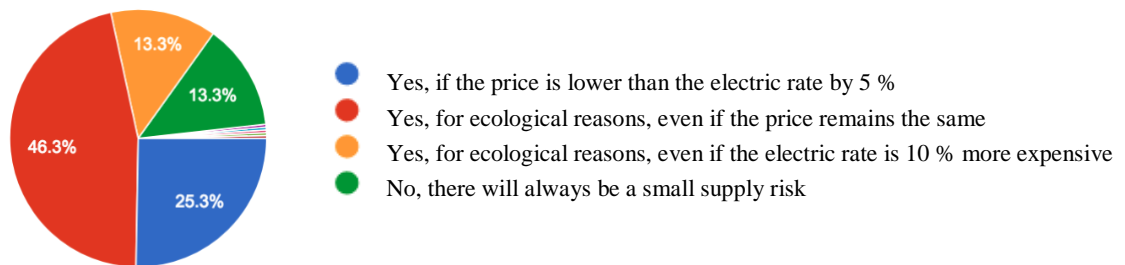 13.3%
13.3%
46.3%
25.3%
Yes, if the price is lower than the electric rate by 5 %
Yes, for ecological reasons, even if the price remains the same
Yes, for ecological reasons, even if the electric rate is 10 % more expensive
No, there will always be a small supply risk